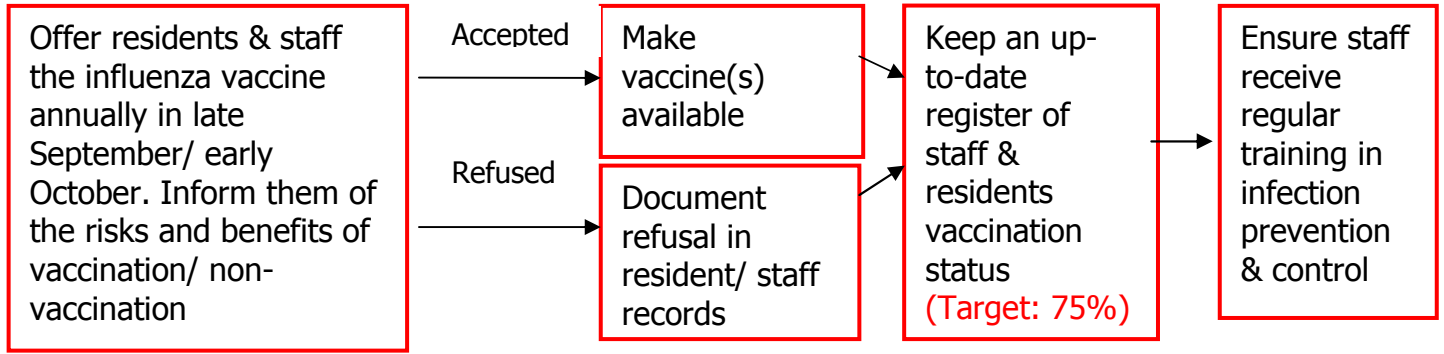 Offer residents & staff
the influenza vaccine
annually in late
September/ early
October. Inform them of
the risks and benefits of
vaccination/ non-
vaccination
Accepted
Refused
Make
vaccine(s)
available
Document
refusal in
resident/ staff
records
Keep an up-
to-date
register of
staff &
residents
vaccination
status
(Target: 75%)
Ensure staff
receive
regular
training in
infection
prevention
& control